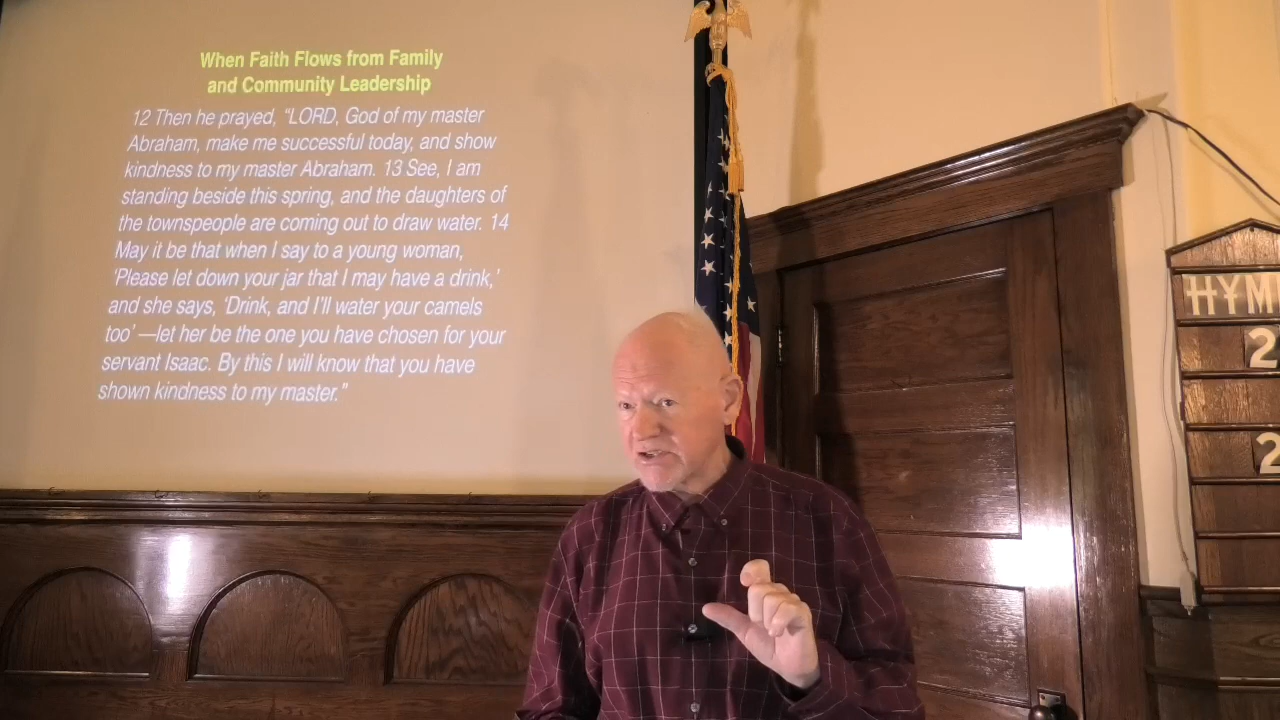 When Faith Flows from Family
and Community Leadership
12 Then he prayed, “LORD, God of my master
Abraham, make me successful today, and show
kindness to my master Abraham. 13 See, I am
standing beside this spring, and the daughters of
the townspeople are coming out to draw water. 14
May it be that when I say to a young woman,
‘Please let down your jar that I may have a drink,’
and she says, ‘Drink, and I’ll water your camels
too’ —let her be the one you have chosen for your
servant Isaac. By this I will know that you have
shown kindness to my master.”
HYM
2
2